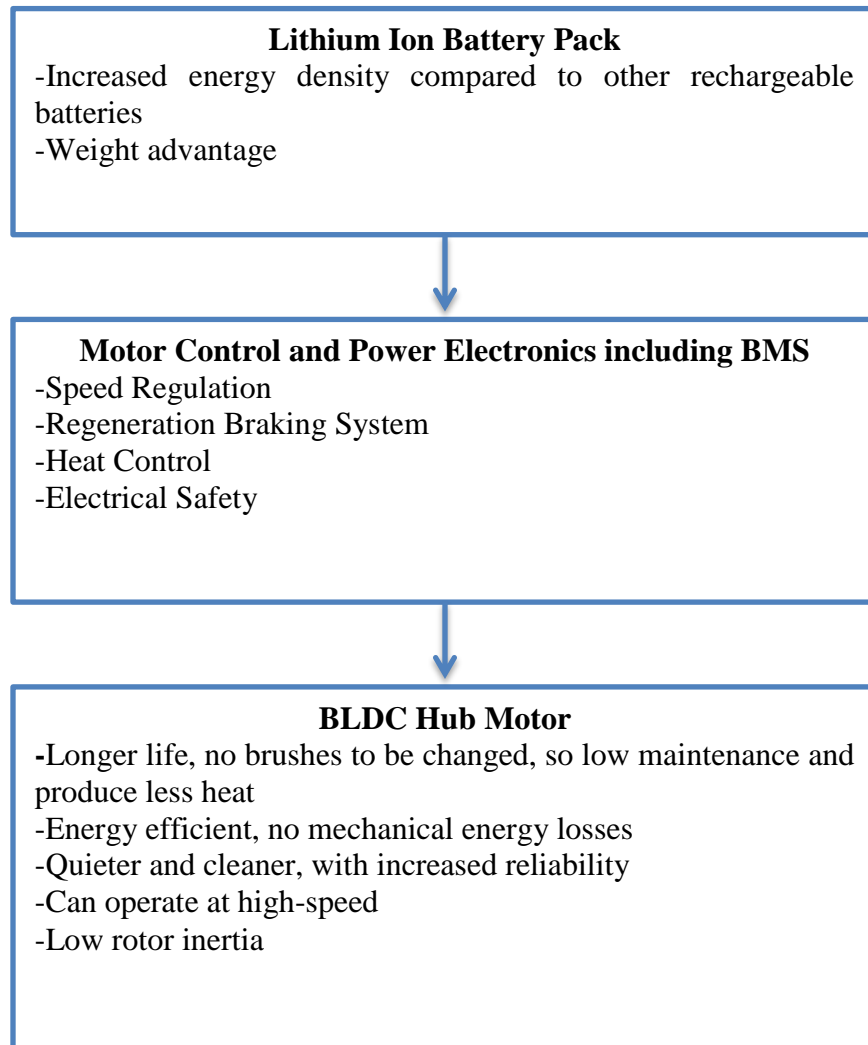 Lithium Ion Battery Pack
-Increased energy density compared to other rechargeable
batteries
-Weight advantage
Motor Control and Power Electronics including BMS
-Speed Regulation
-Regeneration Braking System
-Heat Control
-Electrical Safety
BLDC Hub Motor
-Longer life, no brushes to be changed, so low maintenance and
produce less heat
-Energy efficient, no mechanical energy losses
-Quieter and cleaner, with increased reliability
-Can operate at high-speed
-Low rotor inertia